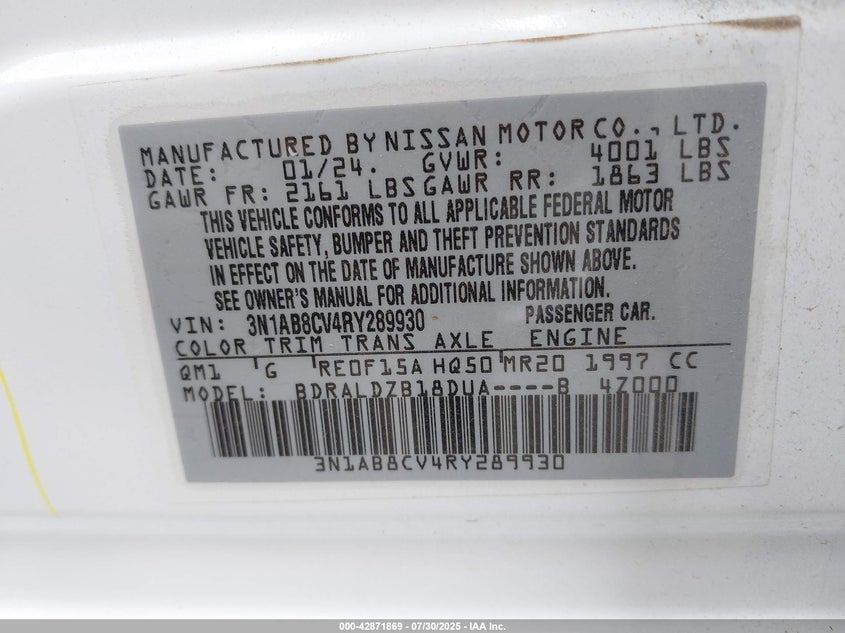 MANUFACTURED BY NISSAN MOTOR CO., LTD.
DATE: 01/24. GVWR: 4001 LBS
GAWR FR: 2161 LBS GAWR RR: 1863 LBS
THIS VEHICLE CONFORMS TO ALL APPLICABLE FEDERAL MOTOR
VEHICLE SAFETY, BUMPER AND THEFT PREVENTION STANDARDS
IN EFFECT ON THE DATE OF MANUFACTURE SHOWN ABOVE.
SEE OWNER'S MANUAL FOR ADDITIONAL INFORMATION.
VIN: 3N1AB8CV4RY289930 PASSENGER CAR.
COLOR TRIM TRANS AXLE ENGINE
QM1 G RE0F15A HQ50 MR20 1997 CC
MODEL: BDRALDZB18DUA----B 4Z000
3N1AB8CV4RY289930
000-42871869 - 07/30/2025 - IAA Inc.